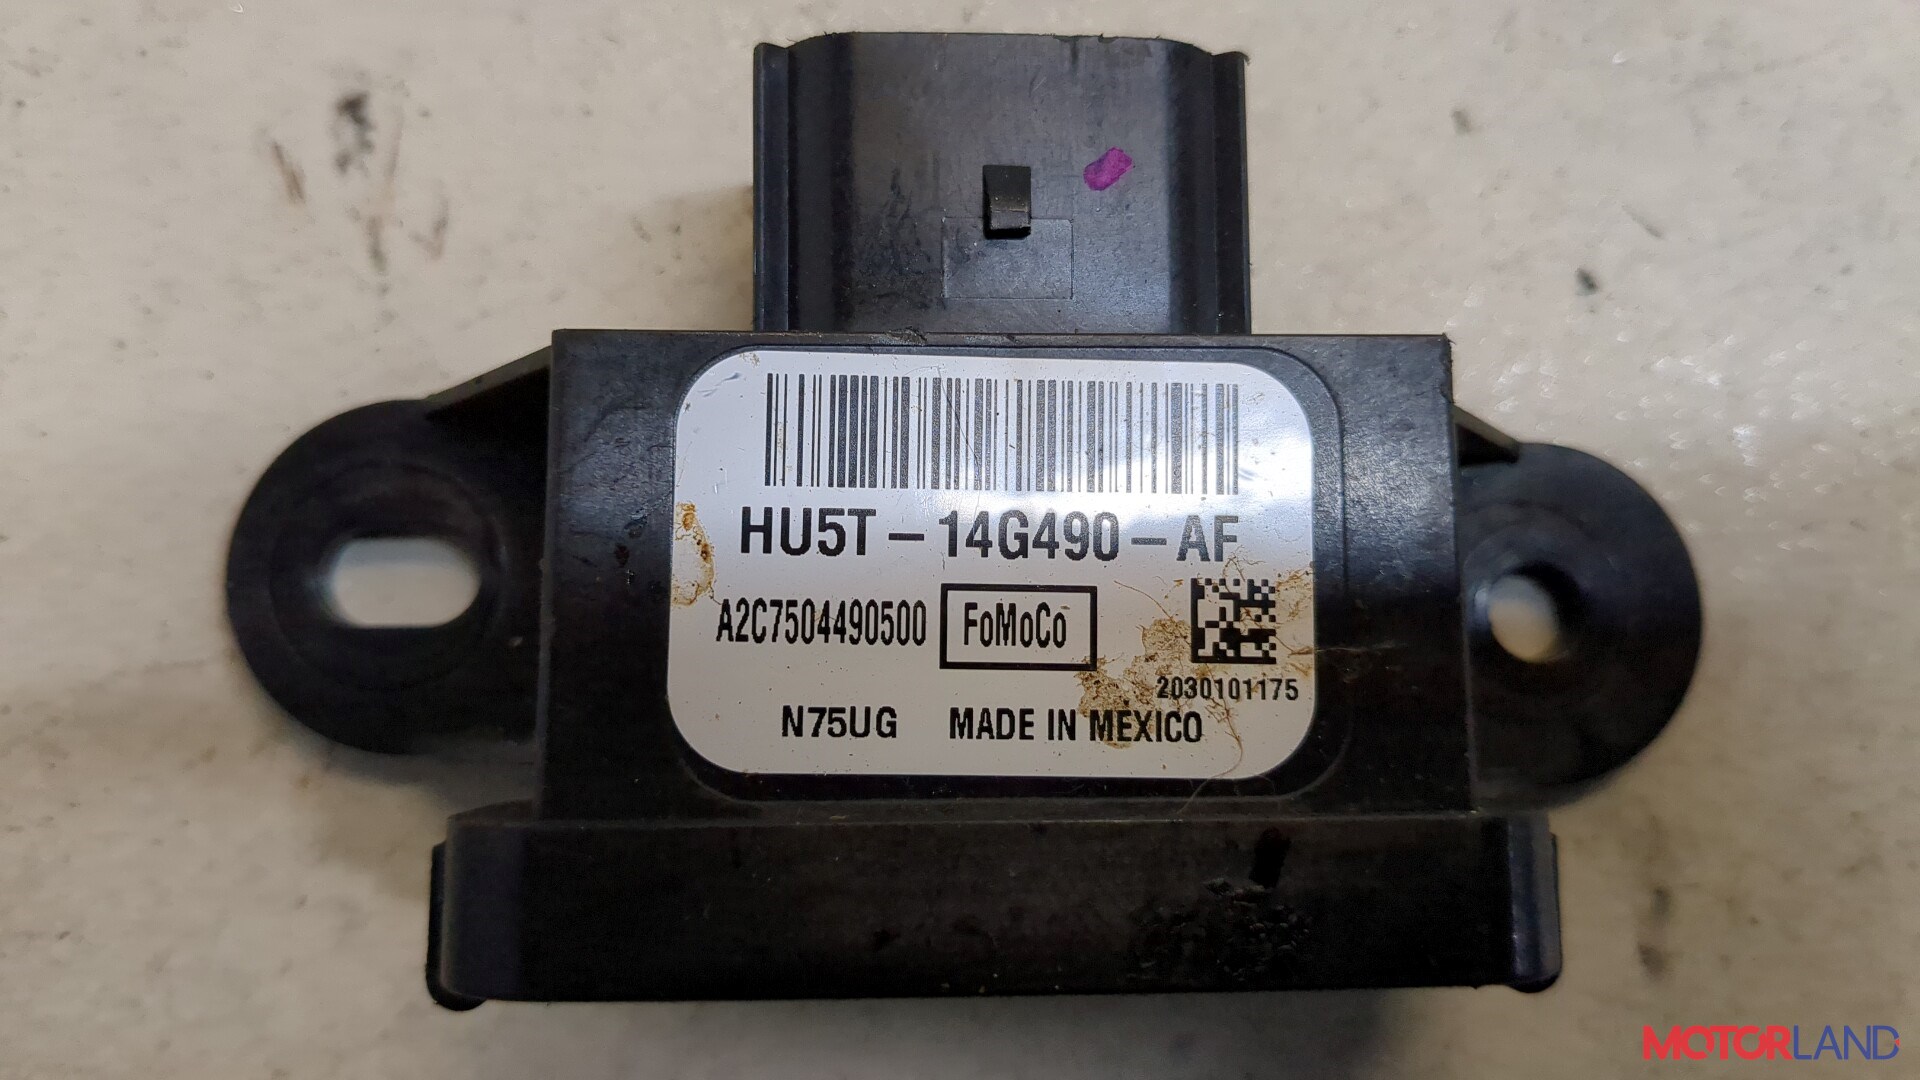 HU5T-14G490-AF
A2C7504490500 FoMoCo
2030101175
N75UG MADE IN MEXICO
MOTORLAND